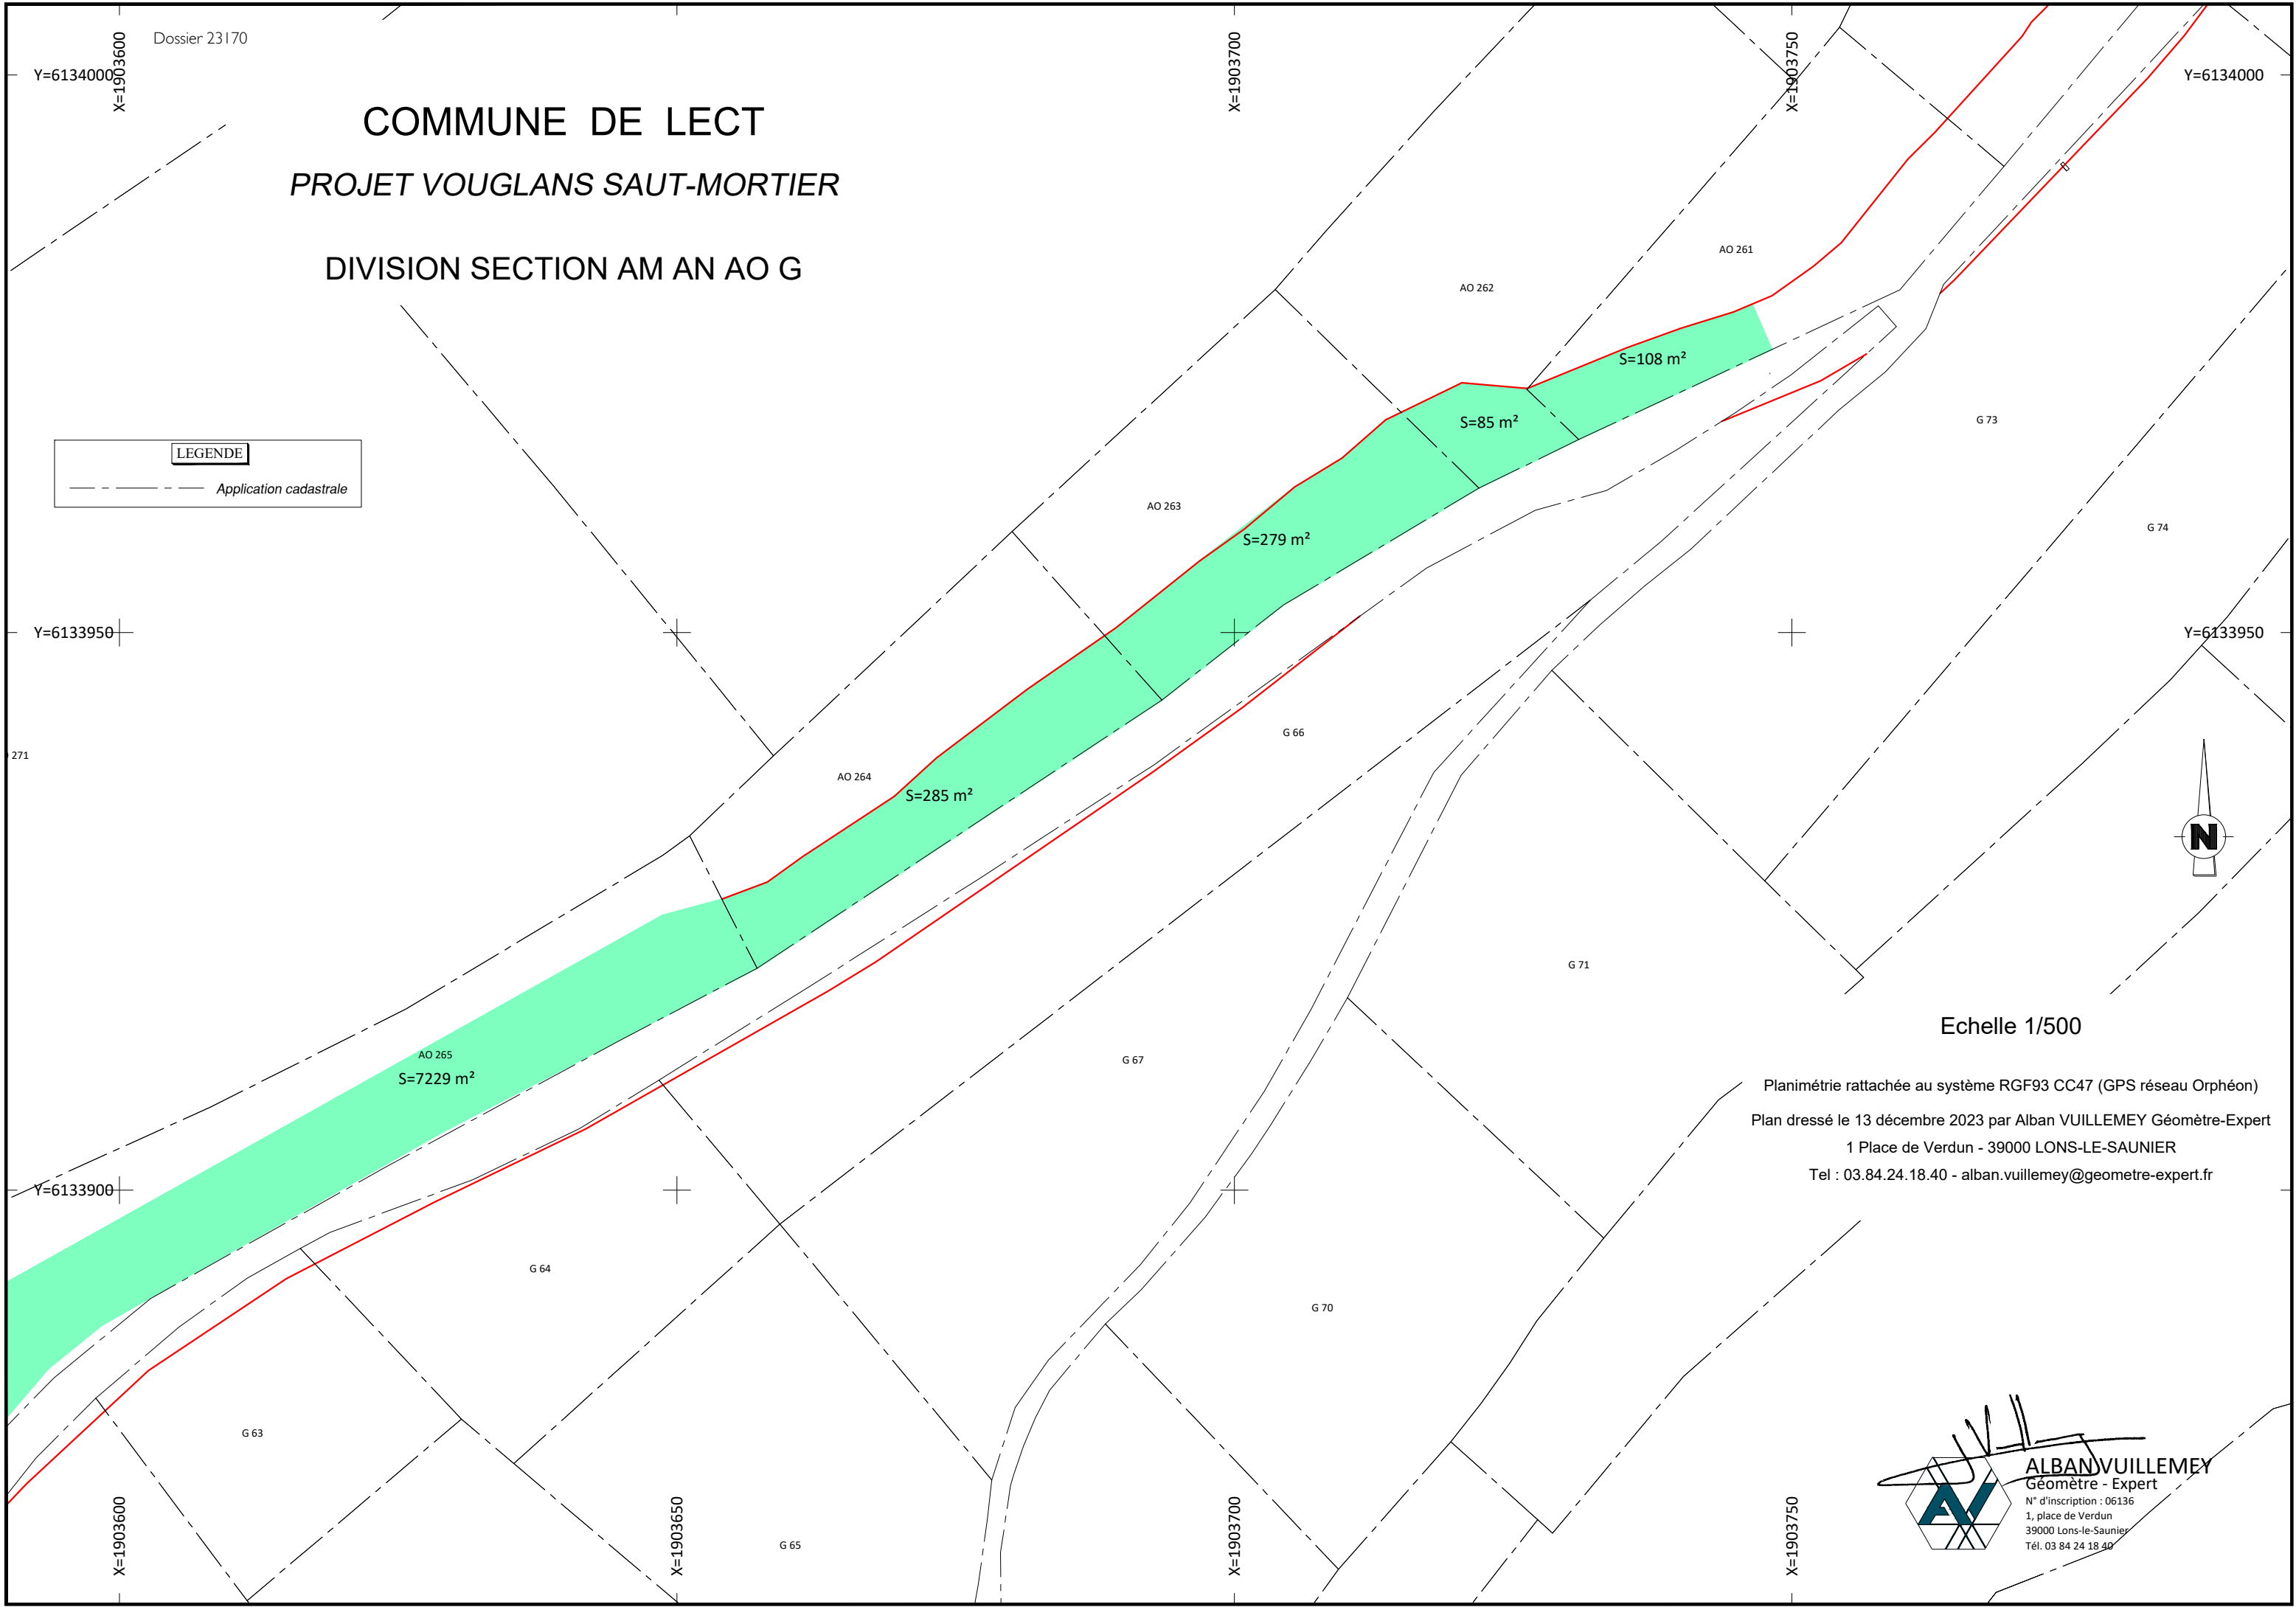 Dossier 23170
X=1903600
X=1903700
X=1903750
Y=6134000
Y=6134000
COMMUNE DE LECT
PROJET VOUGLANS SAUT-MORTIER
DIVISION SECTION AM AN AO G
AO 261
AO 262
S=108 m²
S=85 m²
G 73
LEGENDE
Application cadastrale
AO 263
G 74
S=279 m²
Y=6133950
Y=6133950
G 66
271
AO 264
S=285 m²
N
G 71
Echelle 1/500
AO 265
G 67
S=7229 m²
Planimétrie rattachée au système RGF93 CC47 (GPS réseau Orphéon)
Plan dressé le 13 décembre 2023 par Alban VUILLEMEY Géomètre-Expert
1 Place de Verdun - 39000 LONS-LE-SAUNIER
Tel : 03.84.24.18.40 - alban.vuillemey@geometre-expert.fr
Y=6133900
G 64
G 70
G 63
G 65
X=1903600
X=1903650
X=1903700
X=1903750
AV
ALBAN VUILLEMEY
Géomètre - Expert
N° d'inscription : 06136
1, place de Verdun
39000 Lons-le-Saunier
Tél. 03 84 24 18 40